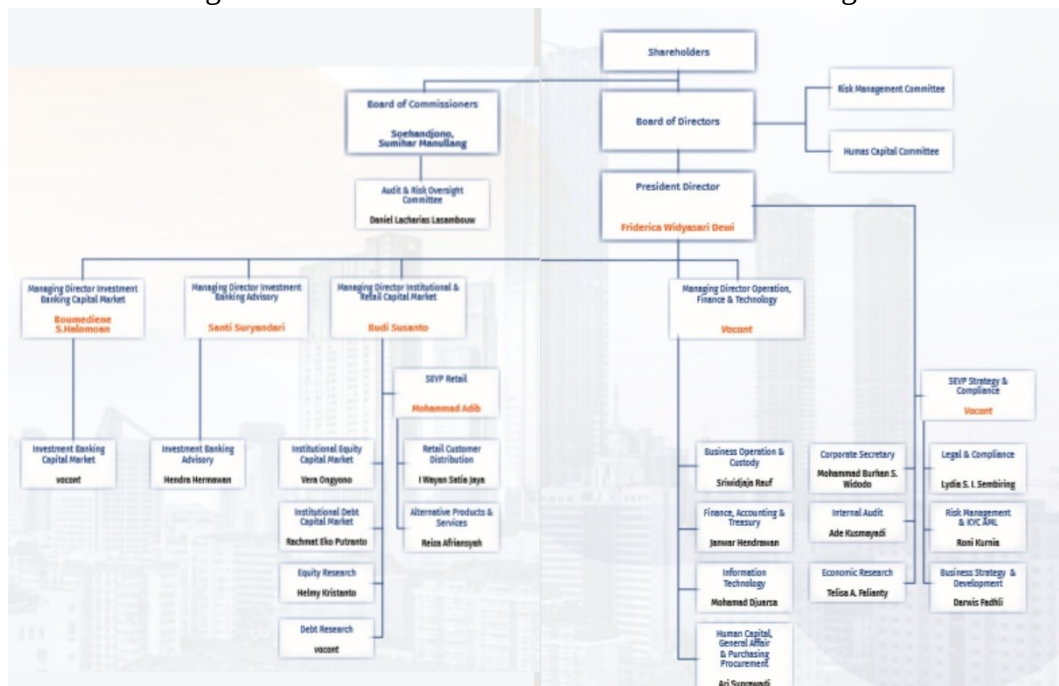 Shareholders
Board of Commissioners
Soehandjono,
Sumihar Manullang
Board of Directors
Risk Management Committee
Humas Capital Committee
Audit & Risk Oversight
Committee
Daniel Lacharias Lasambouw
President Director
Friderica Widyasari Dewi
Managing Director Investment
Banking Capital Market
Boumediene
S.Halomoan
Managing Director Investment
Banking Advisory
Santi Suryandari
Managing Director Institutional &
Retail Capital Market
Budi Susanto
Managing Director Operation,
Finance & Technology
Vacant
SEVP Retail
Mohammad Adib
SEVP Strategy &
Compliance
Vacant
Investment Banking
Capital Market
vacant
Investment Banking
Advisory
Hendra Hermawan
Institutional Equity
Capital Market
Vera Ongyono
Retail Customer
Distribution
I Wayan Satia Jaya
Business Operation &
Custody
Sriwidjaja Rauf
Corporate Secretary
Mohammad Burhan S.
Widodo
Legal & Compliance
Lydia S. I. Sembiring
Institutional Debt
Capital Market
Rachmat Eko Putranto
Alternative Products &
Services
Reiza Afriansyah
Finance, Accounting &
Treasury
Janwar Hendrawan
Internal Audit
Ade Kusmayadi
Risk Management
& KYC AML
Roni Kurnia
Equity Research
Helmy Kristanto
Information
Technology
Mohamad Djuarsa
Economic Research
Telisa A. Falianty
Business Strategy &
Development
Darwis Fadhli
Debt Research
vacant
Human Capital,
General Affair
& Purchasing
Procurement
Ari Suprawadi